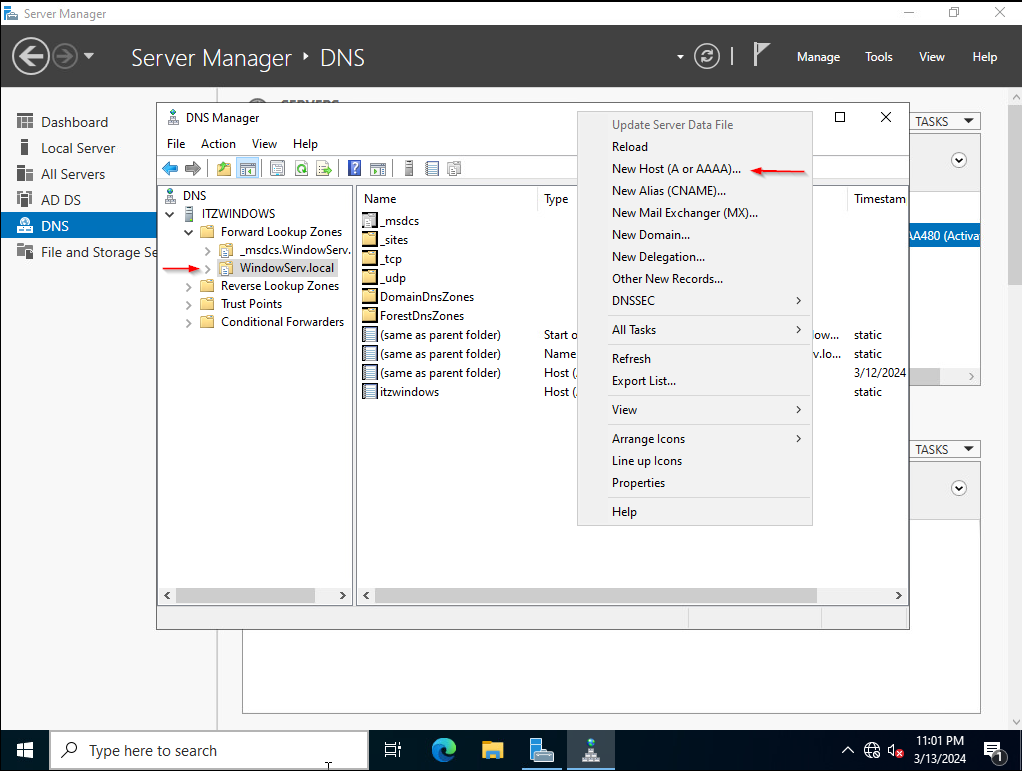 Server Manager
Server Manager ‣ DNS
Manage Tools View Help
Dashboard
Local Server
All Servers
AD DS
DNS
File and Storage Se
SERVERS
TASKS
AA480 (Activa
TASKS
DNS Manager
File Action View Help
DNS
ITZWINDOWS
Forward Lookup Zones
_msdcs.WindowServ.
WindowServ.local
Reverse Lookup Zones
Trust Points
Conditional Forwarders
Name Type Timestam
_msdcs
_sites
_tcp
_udp
DomainDnsZones
ForestDnsZones
(same as parent folder) Start o low... static
(same as parent folder) Name v.lo... static
(same as parent folder) Host ( 3/12/2024
itzwindows Host ( static
Update Server Data File
Reload
New Host (A or AAAA)...
New Alias (CNAME)...
New Mail Exchanger (MX)...
New Domain...
New Delegation...
Other New Records...
DNSSEC
All Tasks
Refresh
Export List...
View
Arrange Icons
Line up Icons
Properties
Help
Type here to search
11:01 PM
3/13/2024
1